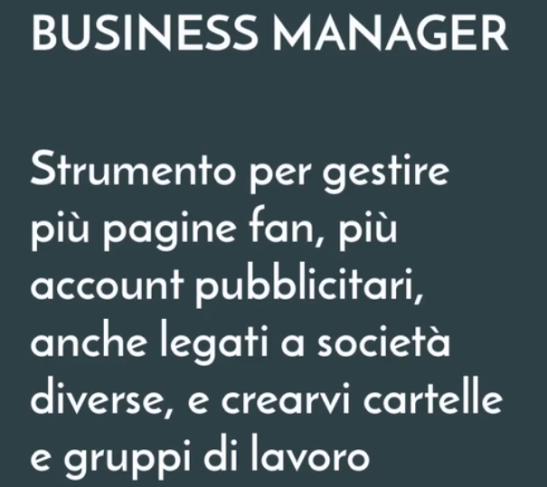 BUSINESS MANAGER
Strumento per gestire
più pagine fan, più
account pubblicitari,
anche legati a società
diverse, e crearvi cartelle
e gruppi di lavoro